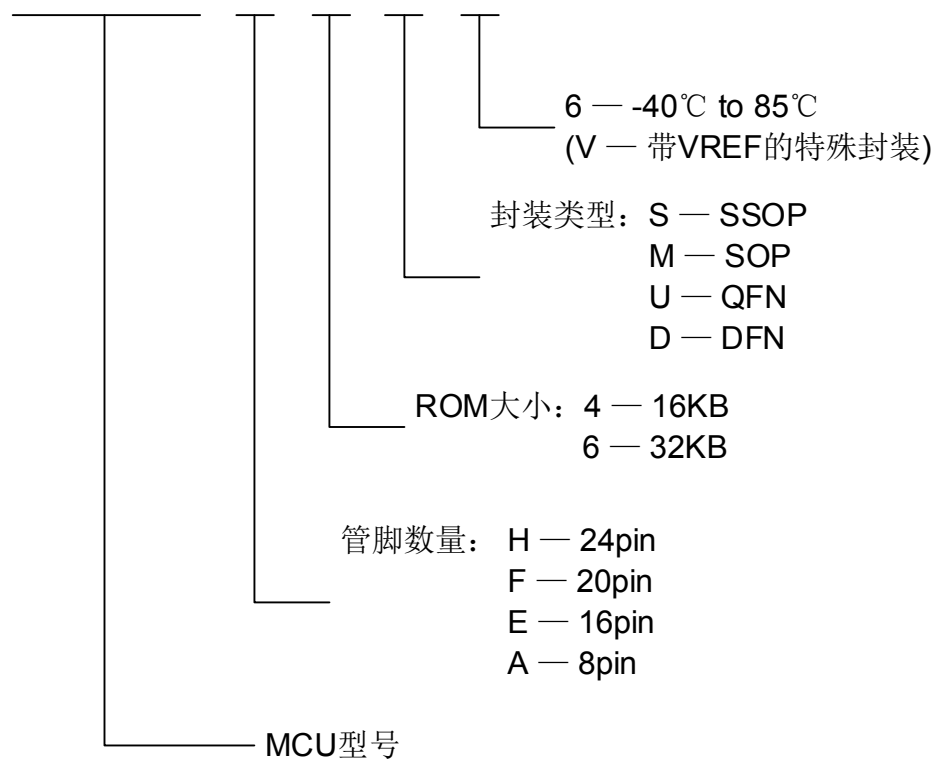 6 — -40℃ to 85℃
(V — 带VREF的特殊封装)
封装类型：S — SSOP
M — SOP
U — QFN
D — DFN
ROM大小：4 — 16KB
6 — 32KB
管脚数量： H — 24pin
F — 20pin
E — 16pin
A — 8pin
MCU型号